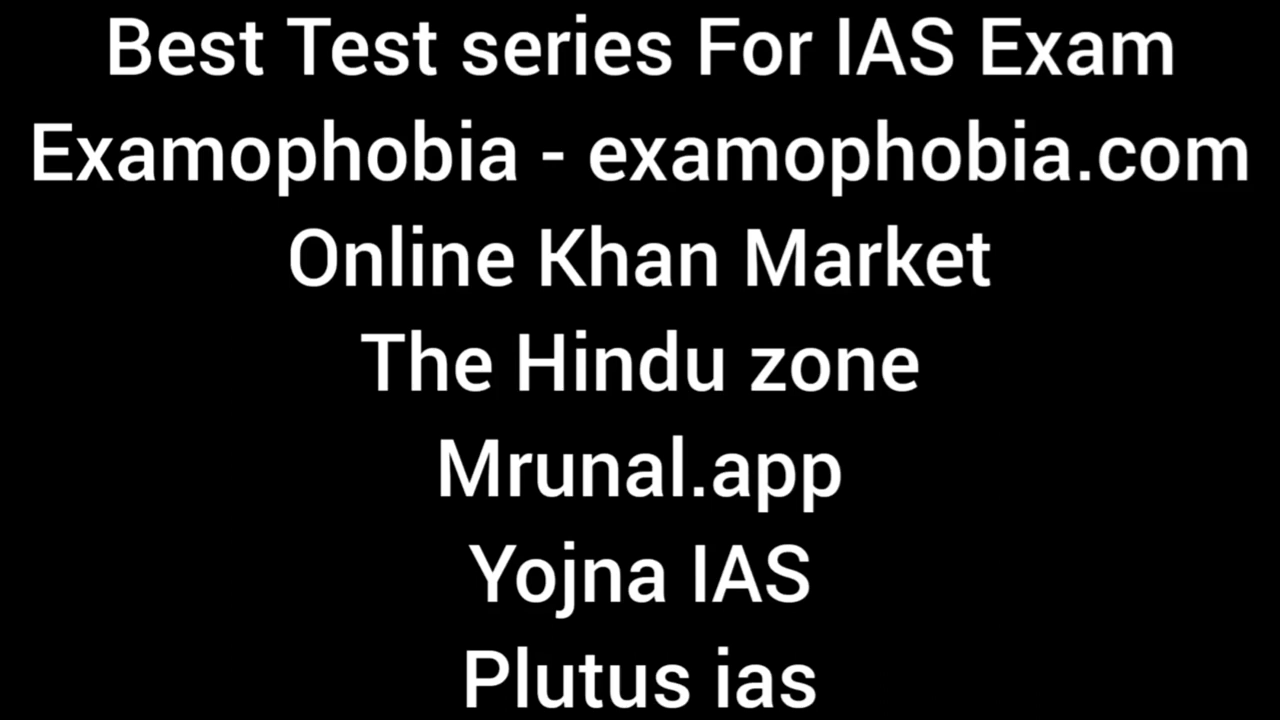 Best Test series For IAS Exam
Examophobia - examophobia.com
Online Khan Market
The Hindu zone
Mrunal.app
Yojna IAS
Plutus ias